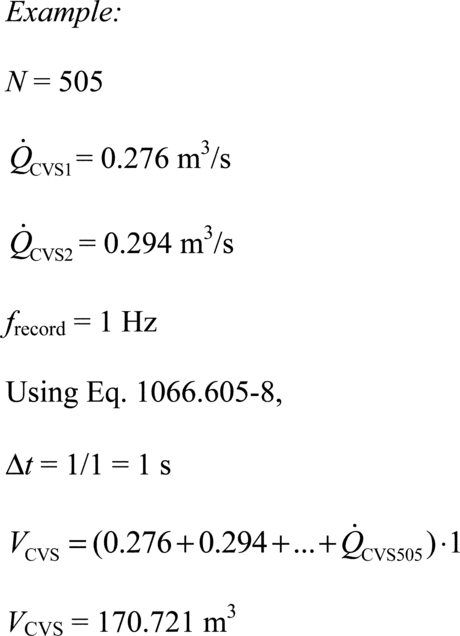 Example:
N = 505
Q̇CVS1 = 0.276 m³/s
Q̇CVS2 = 0.294 m³/s
frecord = 1 Hz
Using Eq. 1066.605-8,
Δt = 1/1 = 1 s
VCVS = (0.276+0.294+...+Q̇CVS505)·1
VCVS = 170.721 m³